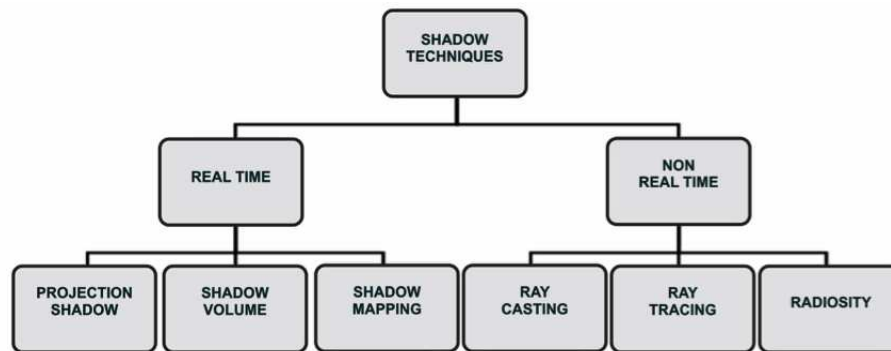 SHADOW
TECHNIQUES
REAL TIME
NON
REAL TIME
PROJECTION
SHADOW
SHADOW
VOLUME
SHADOW
MAPPING
RAY
CASTING
RAY
TRACING
RADIOSITY